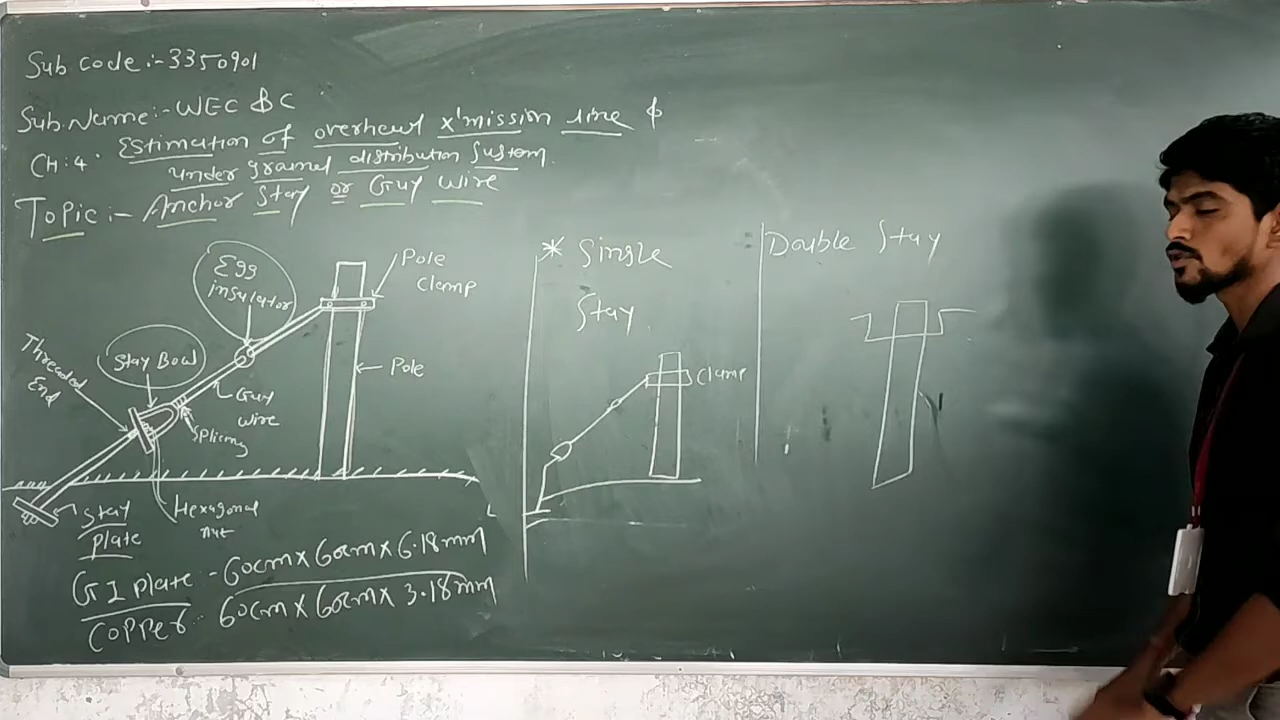 Sub code :- 3350901
Sub. Name :- WEC & C
CH : 4 . Estimation of overhead x'mission line &
under ground distribution System.
Topic :- Anchor Stay or Guy wire
Egg
insulator
Pole
clamp
Threaded
End
Stay Bowl
Pole
Guy
wire
Splicing
Stay
plate
Hexagonal
nut
GI plate - 60cm x 60cm x 6.18mm
Copper - 60cm x 60cm x 3.18mm
* Single
Stay.
Clamp
Double Stay